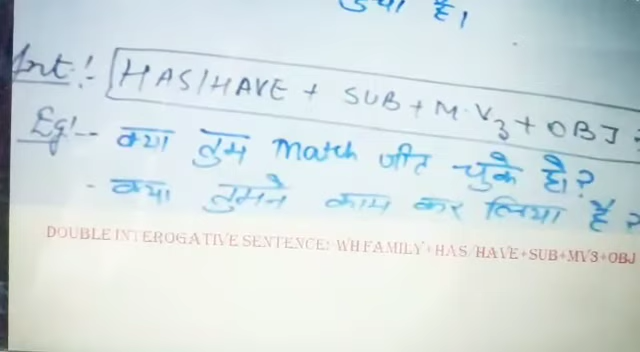 हुया है।
Int:- HAS/HAVE + SUB + M.V3 + OBJ ?
Eg:- क्या तुम match जीत चुके हो?
- क्या तुमने काम कर लिया है ?
DOUBLE INTEROGATIVE SENTENCE: WH FAMILY+HAS/HAVE+SUB+MV3+OBJ